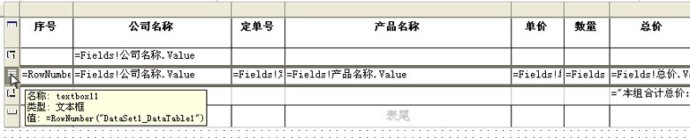 序号 公司名称 定单号 产品名称 单价 数量 总价
=Fields!公司名称.Value
=RowNumbe =Fields!公司名称.Value =Fields! =Fields!产品名称.Value =Fields! =Fields =Fields!总价.Va
="本组合计总价:
名称: textbox11
类型: 文本框
值: =RowNumber("DataSet1_DataTable1")
表尾